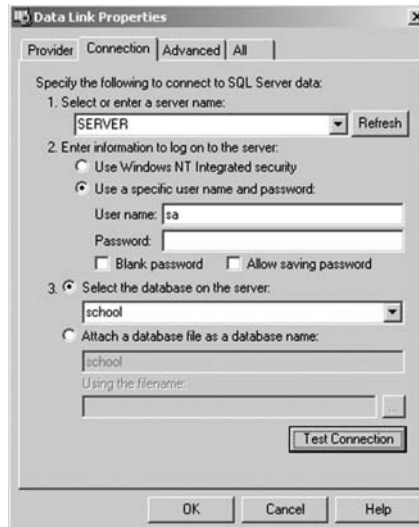 Data Link Properties
Provider Connection Advanced All
Specify the following to connect to SQL Server data:
1. Select or enter a server name:
SERVER Refresh
2. Enter information to log on to the server:
Use Windows NT Integrated security
Use a specific user name and password:
User name: sa
Password:
Blank password Allow saving password
3. Select the database on the server:
school
Attach a database file as a database name:
school
Using the filename:
...
Test Connection
OK Cancel Help